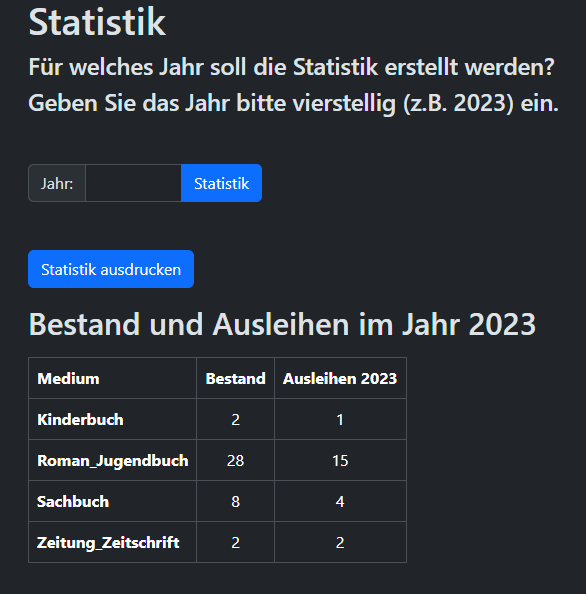 Statistik
Für welches Jahr soll die Statistik erstellt werden?
Geben Sie das Jahr bitte vierstellig (z.B. 2023) ein.
Jahr: Statistik
Statistik ausdrucken
Bestand und Ausleihen im Jahr 2023
Medium Bestand Ausleihen 2023
Kinderbuch 2 1
Roman_Jugendbuch 28 15
Sachbuch 8 4
Zeitung_Zeitschrift 2 2